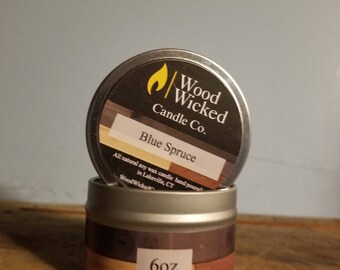 Wood
Wicked
Candle Co.
Blue Spruce
All natural soy wax candle hand poured
in Lakeville, CT
6oz